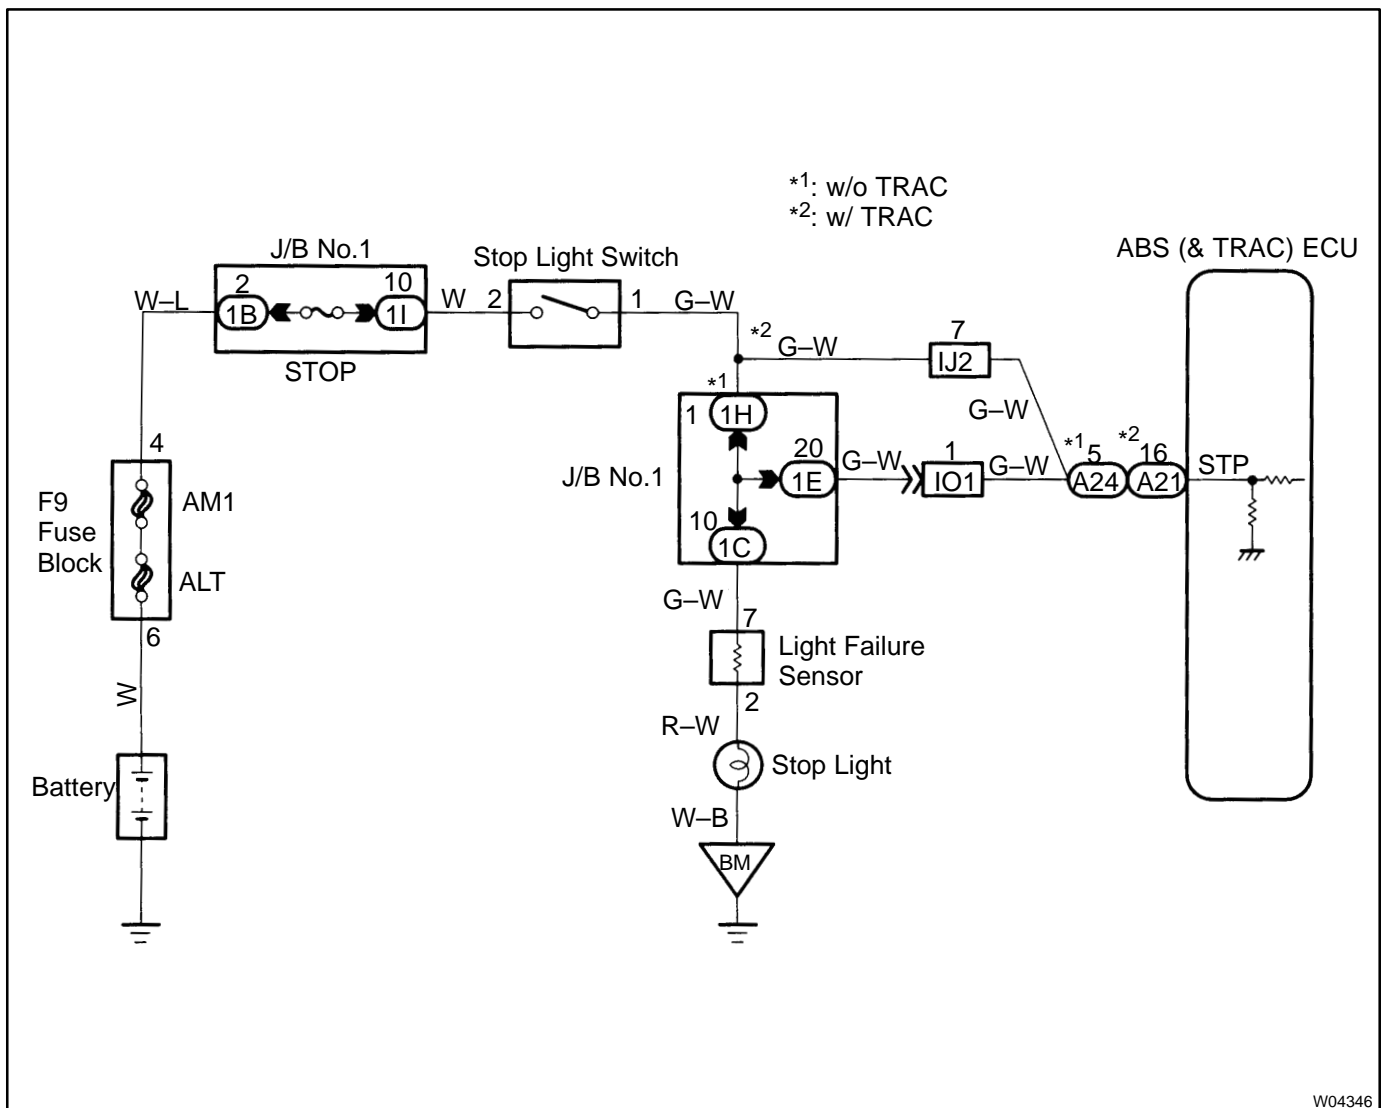 *1: w/o TRAC
*2: w/ TRAC
ABS (& TRAC) ECU
J/B No.1
Stop Light Switch
2
10
W–L
1B
1I
W
2
1
G–W
STOP
*2
G–W
7
IJ2
*1
1
1H
G–W
4
20
G–W
1
G–W
*1
5
*2
16
STP
J/B No.1
1E
IO1
A24
A21
F9
Fuse
Block
AM1
10
1C
ALT
G–W
6
7
Light Failure
Sensor
W
2
R–W
Battery
Stop Light
W–B
BM
W04346